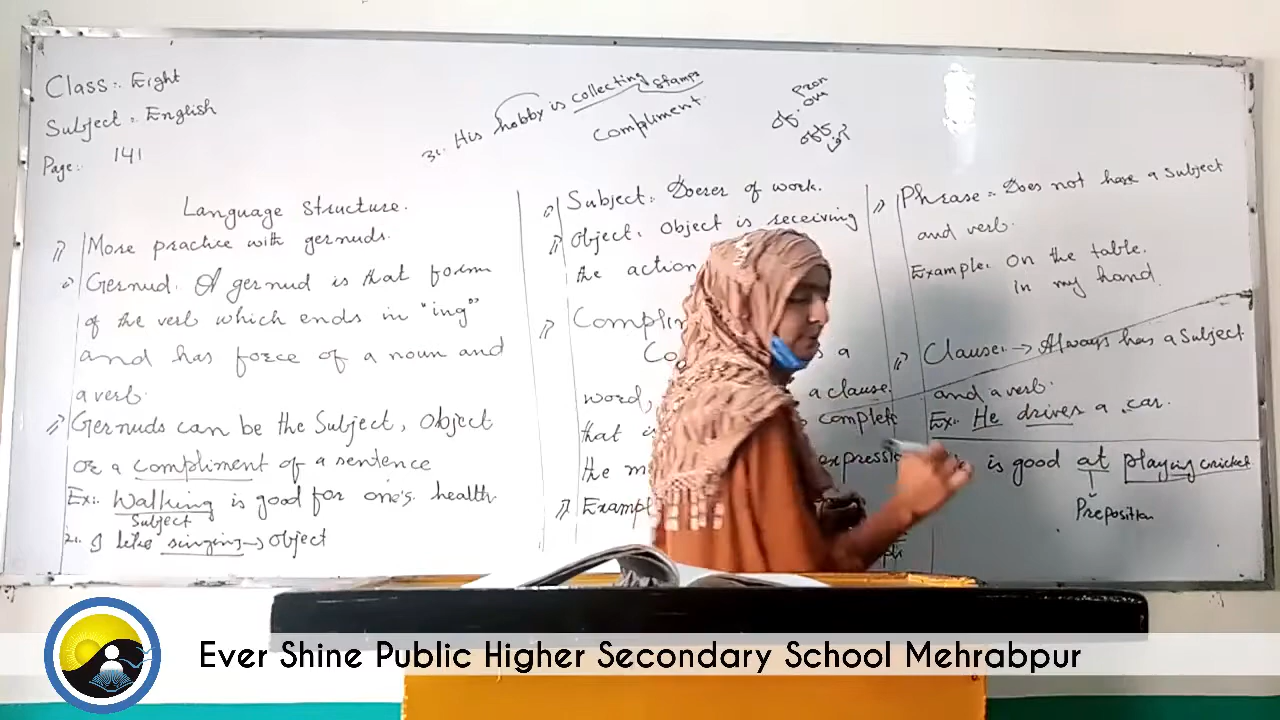 Class:. Eight
Subject:. English
Page:. 141
3i. His hobby is collecting stamps
Compliment.
Language Structure.
More practice with gernuds.
Gernud. A gernud is that form
of the verb which ends in "ing"
and has force of a noun and
a verb.
Gernuds can be the Subject, Object
or a compliment of a sentence
Ex:. Walking is good for one's health
Subject
2i. I like singing → object
Subject:. Doerer of work.
Object:. Object is receiving
the action
a
word, a clause.
that is complete
the
Example
Phrase:. Does not have a Subject
and verb.
Example:. On the table.
In my hand
Clause:. → Always has a Subject
and a verb.
Ex:. He drives a car.
is good at playing cricket
Preposition
Ever Shine Public Higher Secondary School Mehrabpur